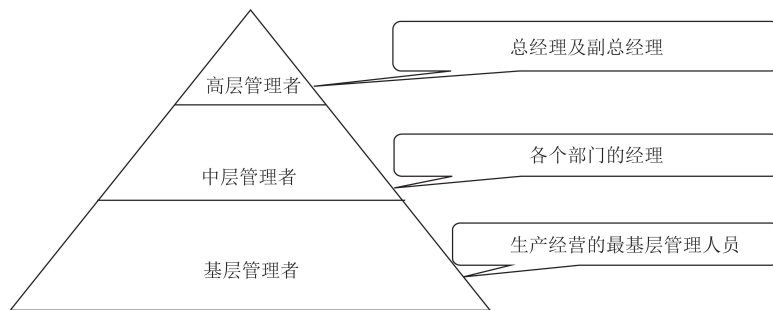 总经理及副总经理
高层管理者
各个部门的经理
中层管理者
生产经营的最基层管理人员
基层管理者